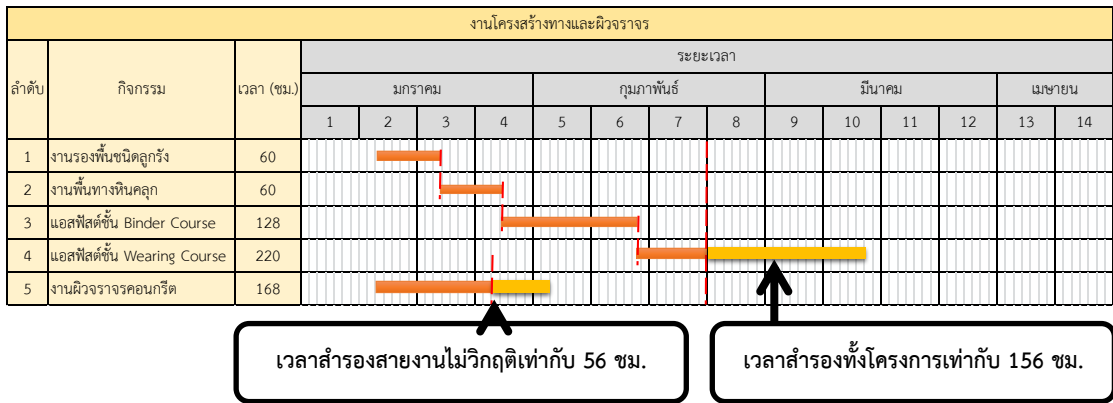 งานโครงสร้างทางและผิวจราจร
ลำดับ กิจกรรม เวลา (ชม.) ระยะเวลา
มกราคม กุมภาพันธ์ มีนาคม เมษายน
1 2 3 4 5 6 7 8 9 10 11 12 13 14
1 งานรองพื้นชนิดลูกรัง 60
2 งานพื้นทางหินคลุก 60
3 แอสฟัสต์ชั้น Binder Course 128
4 แอสฟัสต์ชั้น Wearing Course 220
5 งานผิวจราจรคอนกรีต 168
เวลาสำรองสายงานไม่วิกฤติเท่ากับ 56 ชม.
เวลาสำรองทั้งโครงการเท่ากับ 156 ชม.